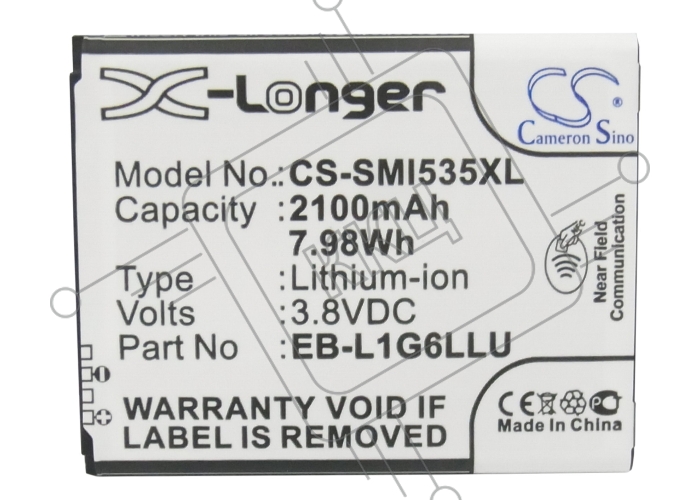 X-Longer
CS
Cameron Sino
Model No.: CS-SMI535XL
Capacity : 2100mAh
7.98Wh
Type : Lithium-ion
Volts : 3.8VDC
Part No : EB-L1G6LLU
Near Field
Communication
WARRANTY VOID IF
LABEL IS REMOVED
CE
Made In China
ККЦ